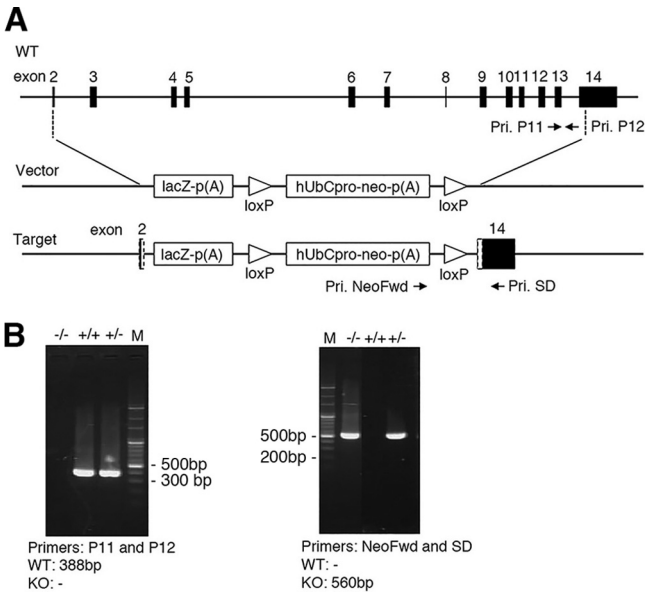 A
WT
exon 2 3 4 5 6 7 8 9 10 11 12 13 14
Pri. P11 Pri. P12
Vector
lacZ-p(A) hUbCpro-neo-p(A)
loxP loxP
Target exon 2 14
lacZ-p(A) hUbCpro-neo-p(A)
loxP loxP
Pri. NeoFwd Pri. SD
B
-/- +/+ +/- M
- 500bp
- 300 bp
Primers: P11 and P12
WT: 388bp
KO: -
M -/- +/+ +/-
500bp -
200bp -
Primers: NeoFwd and SD
WT: -
KO: 560bp